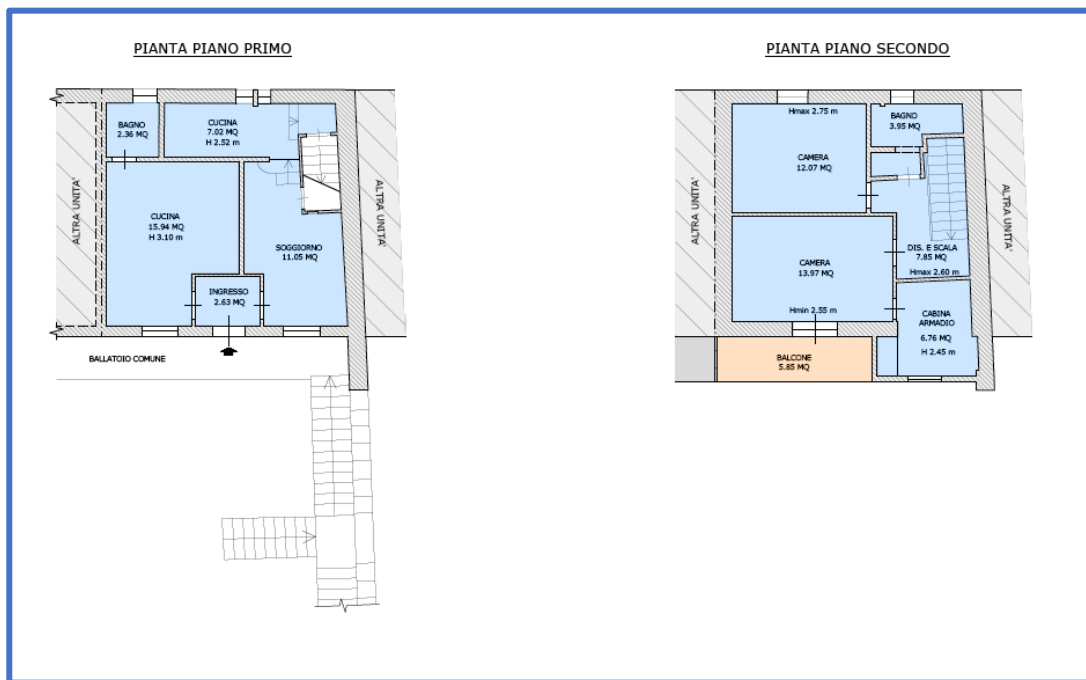 PIANTA PIANO PRIMO
BAGNO
2.36 MQ
CUCINA
7.02 MQ
H 2.52 m
ALTRA UNITA'
ALTRA UNITA'
CUCINA
15.94 MQ
H 3.10 m
SOGGIORNO
11.05 MQ
INGRESSO
2.63 MQ
BALLATOIO COMUNE
PIANTA PIANO SECONDO
Hmax 2.75 m
BAGNO
3.95 MQ
CAMERA
12.07 MQ
ALTRA UNITA'
ALTRA UNITA'
DIS. E SCALA
7.85 MQ
Hmax 2.60 m
CAMERA
13.97 MQ
Hmin 2.55 m
CABINA
ARMADIO
6.76 MQ
H 2.45 m
BALCONE
5.85 MQ